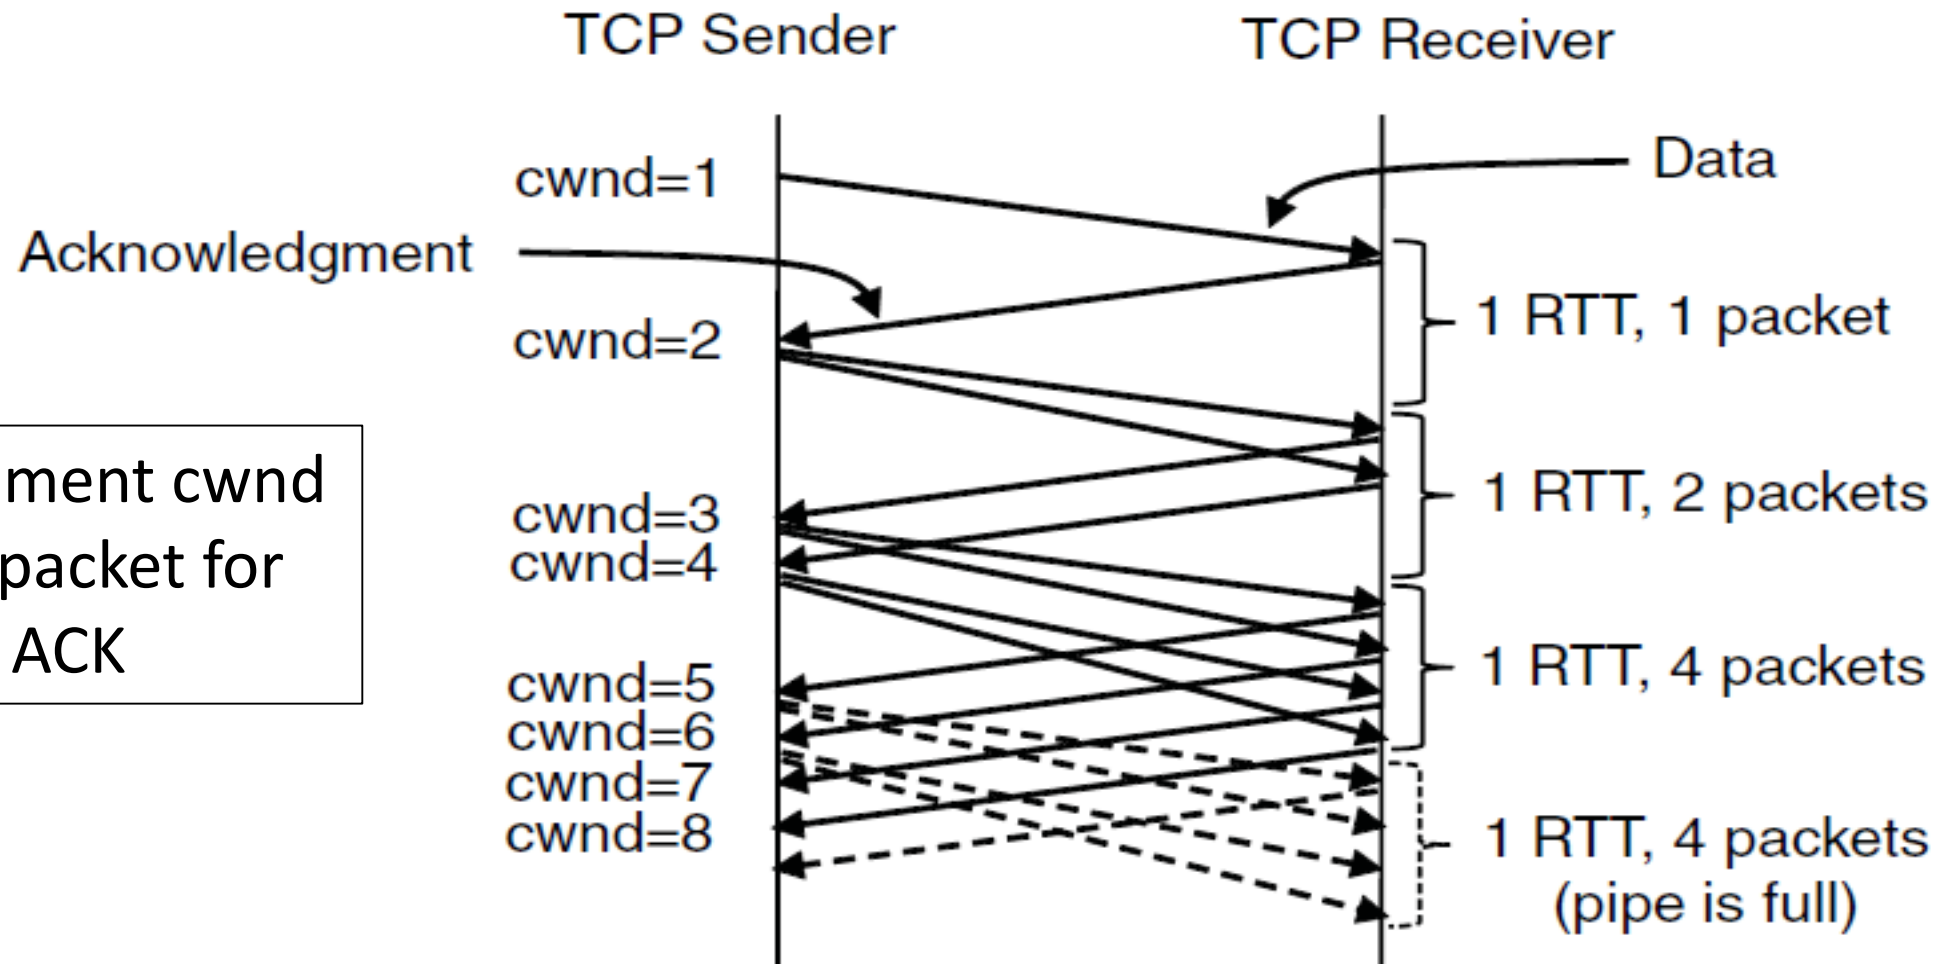 TCP Sender
TCP Receiver
cwnd=1
Data
Acknowledgment
1 RTT, 1 packet
cwnd=2
ment cwnd
packet for
ACK
1 RTT, 2 packets
cwnd=3
cwnd=4
1 RTT, 4 packets
cwnd=5
cwnd=6
cwnd=7
cwnd=8
1 RTT, 4 packets
(pipe is full)